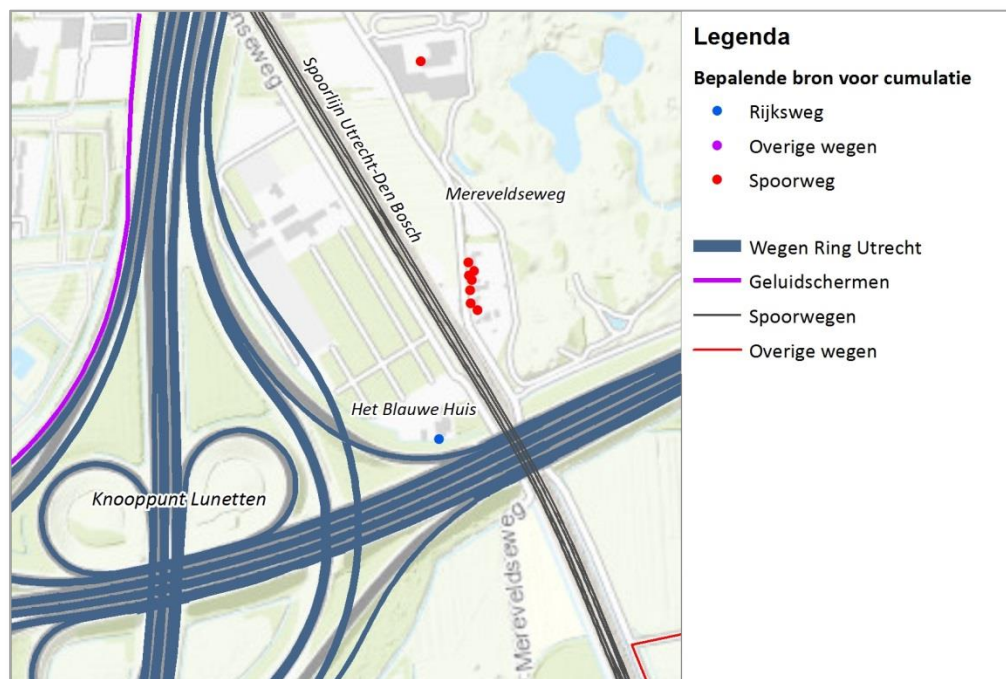 nseweg
Spoorlijn Utrecht-Den Bosch
Mereveldseweg
Het Blauwe Huis
Knooppunt Lunetten
Mereveldseweg
Legenda
Bepalende bron voor cumulatie
Rijksweg
Overige wegen
Spoorweg
Wegen Ring Utrecht
Geluidschermen
Spoorwegen
Overige wegen